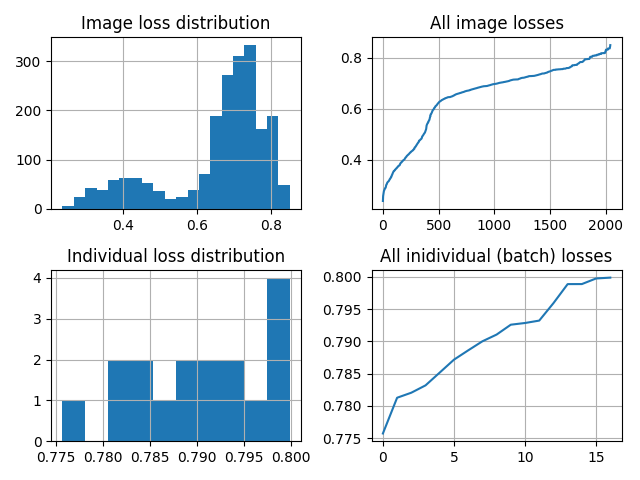 Image loss distribution
300
200
100
0
0.4 0.6 0.8
All image losses
0.8
0.6
0.4
0 500 1000 1500 2000
Individual loss distribution
4
3
2
1
0
0.775 0.780 0.785 0.790 0.795 0.800
All inidividual (batch) losses
0.800
0.795
0.790
0.785
0.780
0.775
0 5 10 15